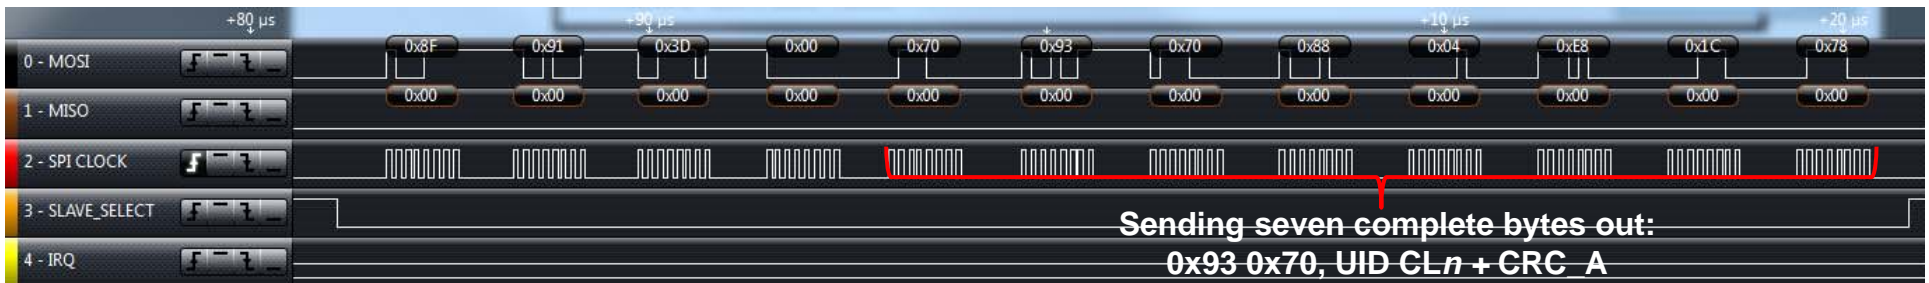 +80 µs +90 µs +10 µs +20 µs
0 - MOSI 0x8F 0x91 0x3D 0x00 0x70 0x93 0x70 0x88 0x04 0xE8 0x1C 0x78
1 - MISO 0x00 0x00 0x00 0x00 0x00 0x00 0x00 0x00 0x00 0x00 0x00 0x00
2 - SPI CLOCK
3 - SLAVE_SELECT
Sending seven complete bytes out:
4 - IRQ
0x93 0x70, UID CLn + CRC_A